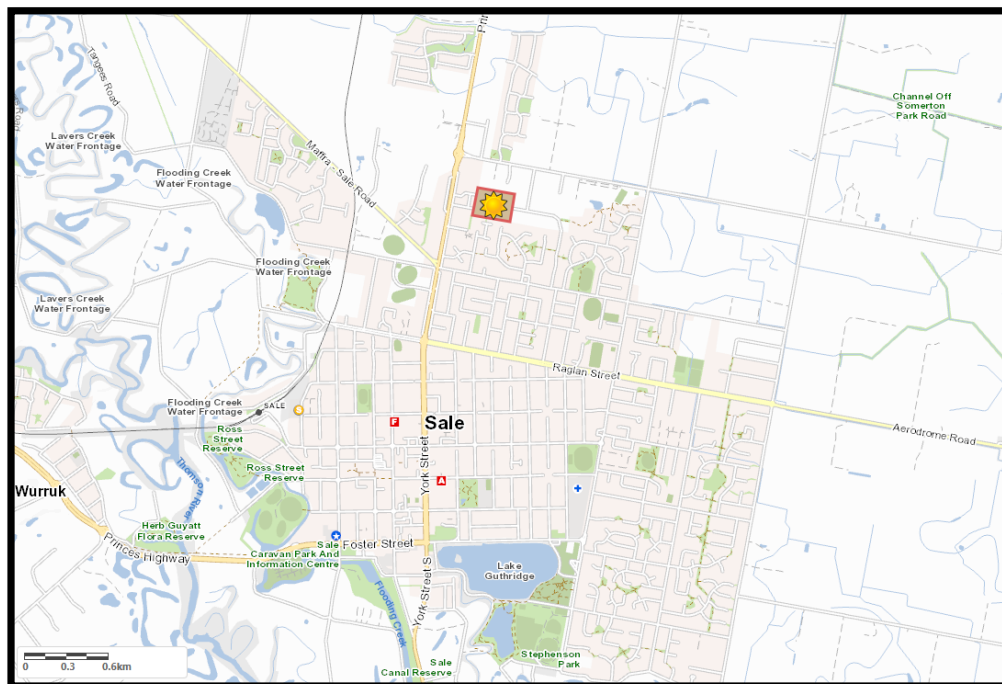 Prin
Tangees Road
Road
Channel Off
Somerton
Park Road
Lavers Creek
Water Frontage
Maffra - Sale Road
Flooding Creek
Water Frontage
Flooding Creek
Water Frontage
Lavers Creek
Water Frontage
Raglan Street
Flooding Creek
Water Frontage
SALE
F
Sale
Ross
Street
Reserve
Aerodrome Road
York Street
Ross Street
Reserve
A
Thomson River
Wurruk
Herb Guyatt
Flora Reserve
Princes Highway
Foster Street
Sale
Caravan Park And
Information Centre
Lake
Guthridge
York Street S
Flooding Creek
Stephenson
Park
Sale
Canal Reserve
0 0.3 0.6km